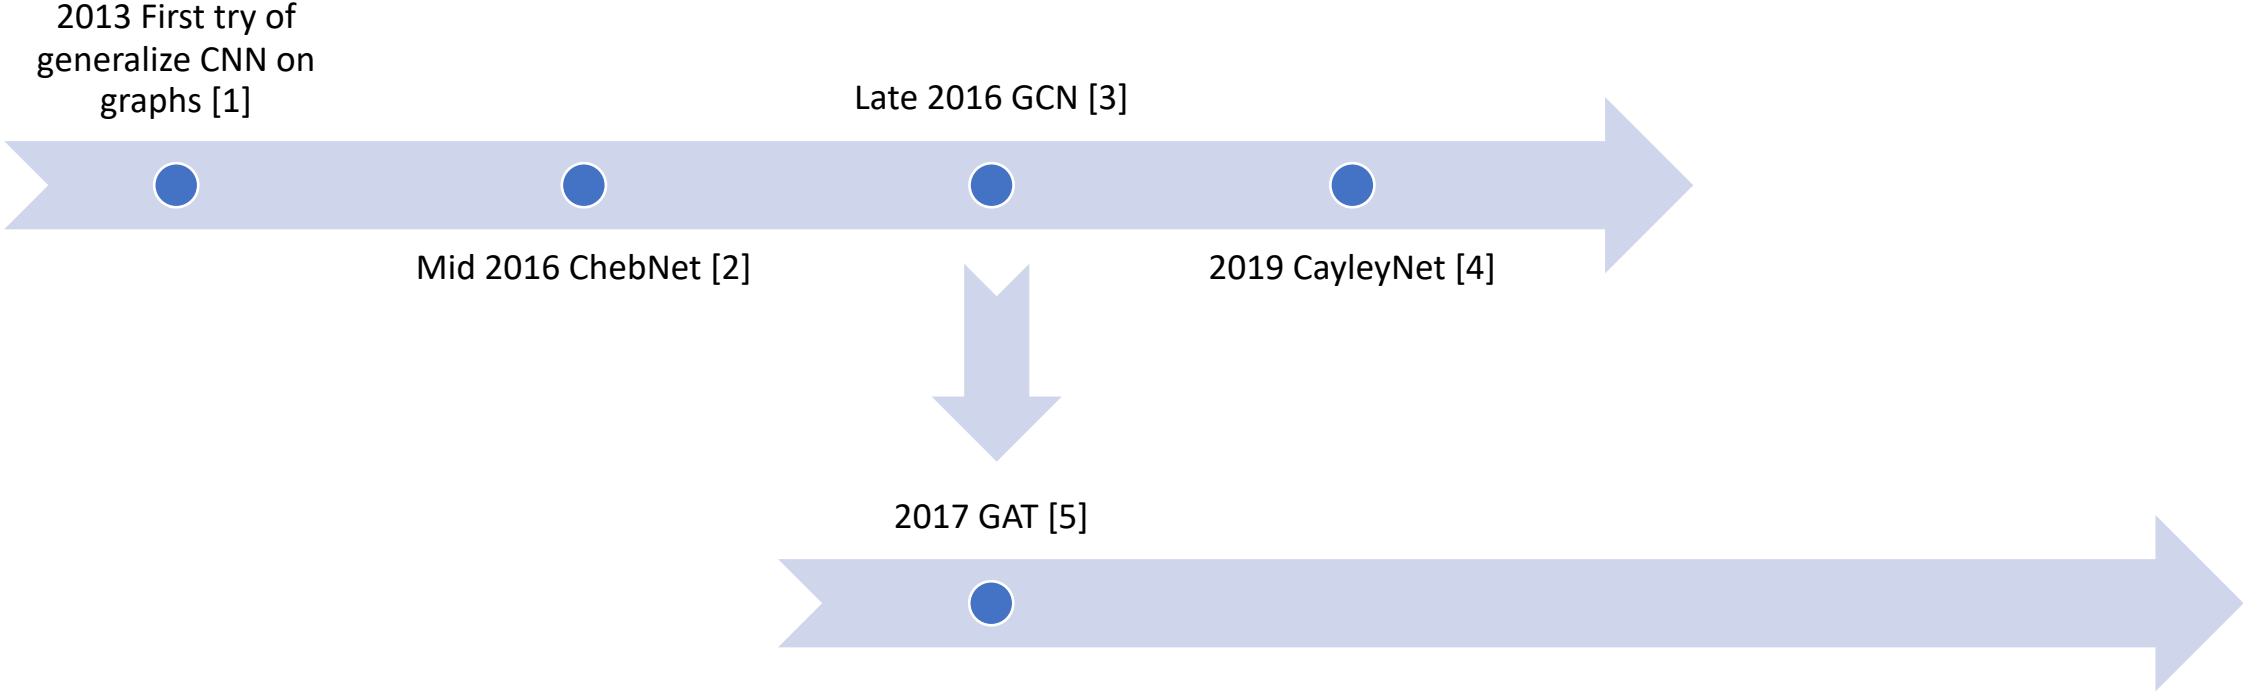 2013 First try of
generalize CNN on
graphs [1]
Late 2016 GCN [3]
Mid 2016 ChebNet [2]
2019 CayleyNet [4]
2017 GAT [5]